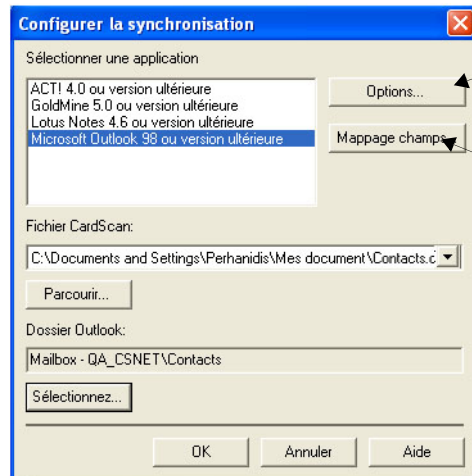 Configurer la synchronisation
Sélectionner une application
ACT! 4.0 ou version ultérieure
GoldMine 5.0 ou version ultérieure
Lotus Notes 4.6 ou version ultérieure
Microsoft Outlook 98 ou version ultérieure
Options...
Mappage champs
Fichier CardScan:
C:\Documents and Settings\Perhanidis\Mes document\Contacts.c
Parcourir...
Dossier Outlook:
Mailbox - QA_CSNET\Contacts
Sélectionnez...
OK
Annuler
Aide